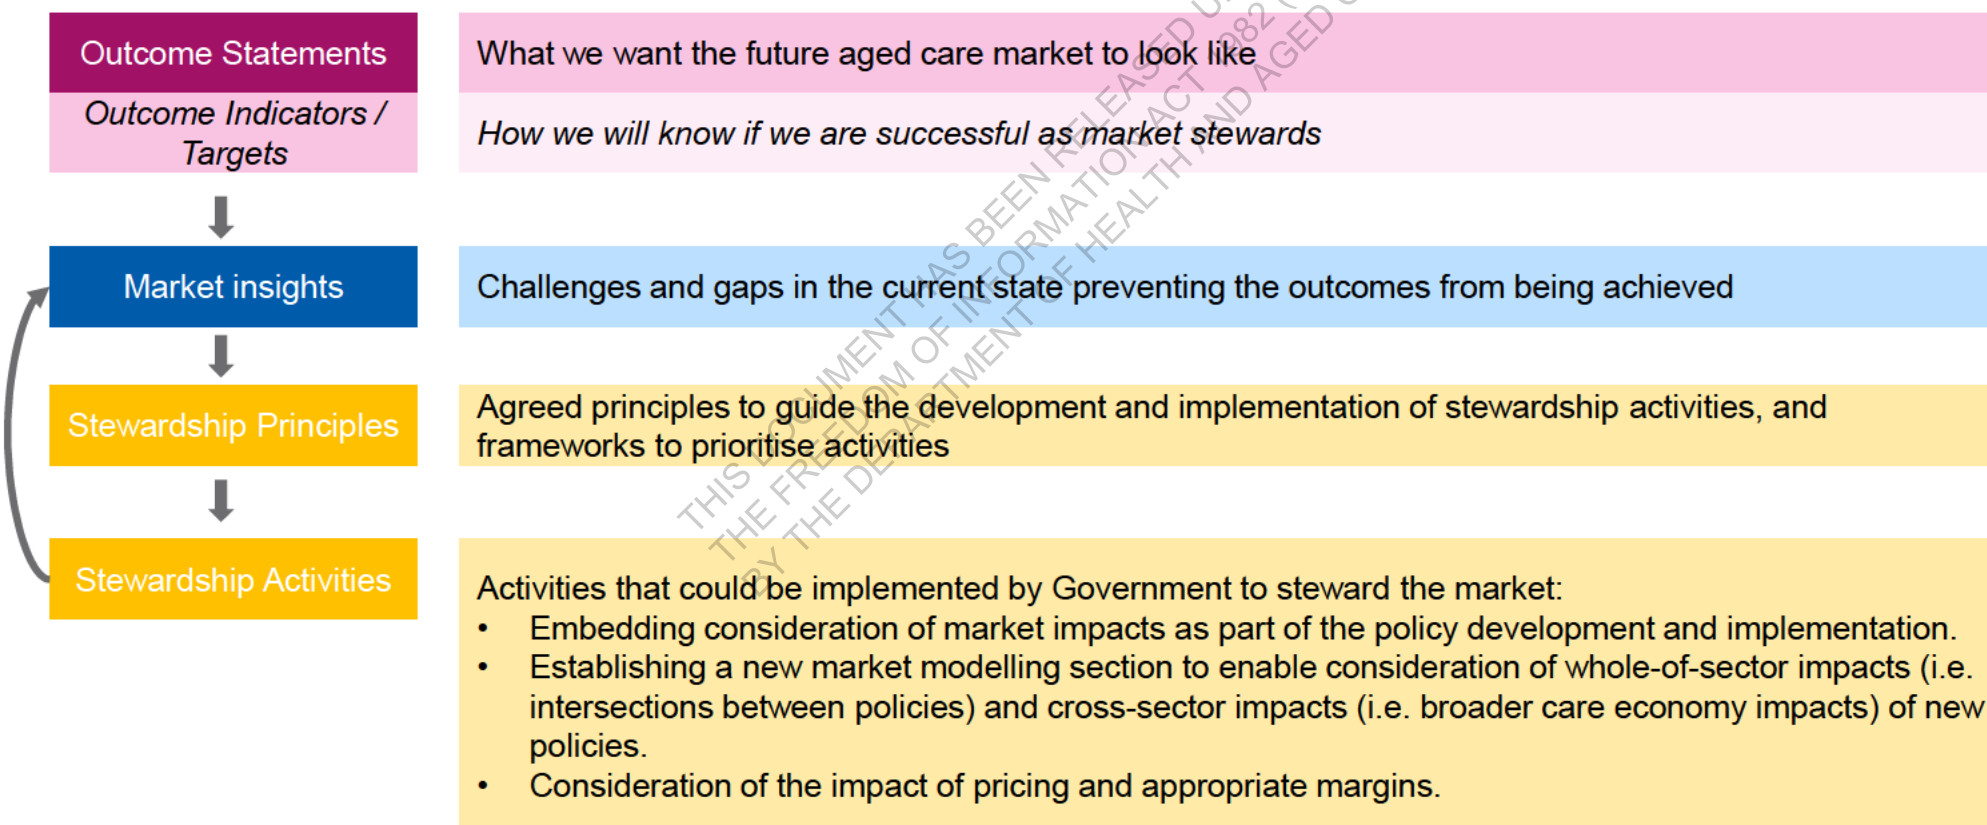 Outcome Statements
What we want the future aged care market to look like
Outcome Indicators /
Targets
How we will know if we are successful as market stewards
Market insights
Challenges and gaps in the current state preventing the outcomes from being achieved
Stewardship Principles
Agreed principles to guide the development and implementation of stewardship activities, and
frameworks to prioritise activities
Stewardship Activities
Activities that could be implemented by Government to steward the market:
• Embedding consideration of market impacts as part of the policy development and implementation.
• Establishing a new market modelling section to enable consideration of whole-of-sector impacts (i.e.
intersections between policies) and cross-sector impacts (i.e. broader care economy impacts) of new
policies.
• Consideration of the impact of pricing and appropriate margins.
THIS DOCUMENT HAS BEEN RELEASED
THE FREEDOM OF INFORMATION ACT 1982
BY THE DEPARTMENT OF HEALTH AND AGED